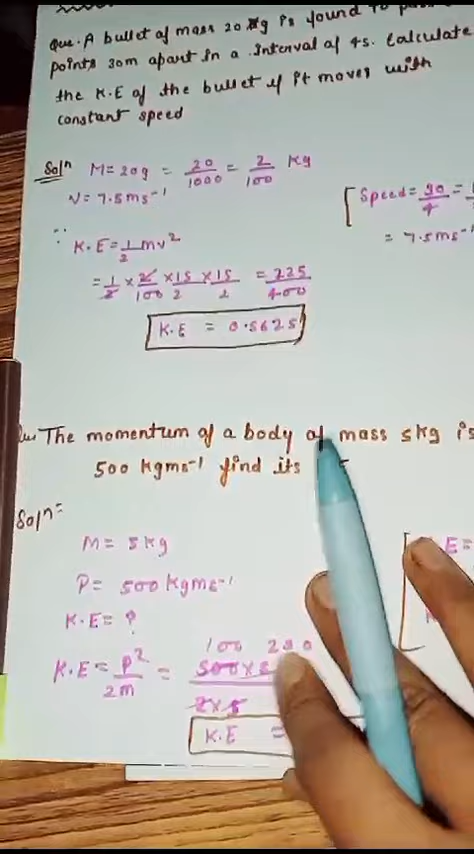 Que. A bullet of mass 20 g is found to
points 30m apart in a interval of 4s. Calculate
the K.E of the bullet if it moves with
constant speed
Soln M = 20g = 20/1000 = 2/100 Kg
V = 7.5ms⁻¹
[Speed = 30/4 =
= 7.5ms⁻¹
∵ K.E = 1/2 mv²
= 1/2 × 2/100 × 15/2 × 15/2 = 225/400
K.E = 0.5625
The momentum of a body of mass 5kg is
500 kgms⁻¹ find its
Soln=
M = 5kg
P = 500 Kgms⁻¹
K.E = ?
E =
100
K.E = P²/2m = 500×
2×5
K.E =